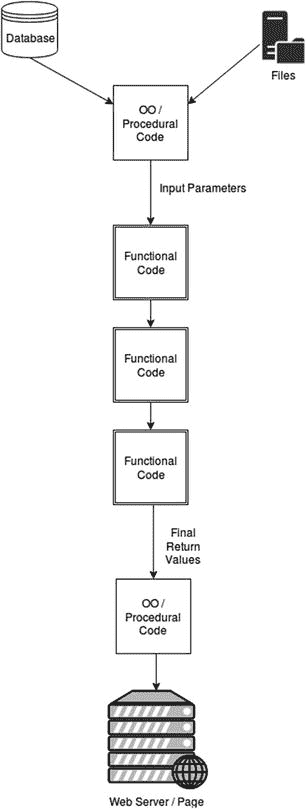 Database
Files
OO /
Procedural
Code
Input Parameters
Functional
Code
Functional
Code
Functional
Code
Final
Return
Values
OO /
Procedural
Code
Web Server / Page